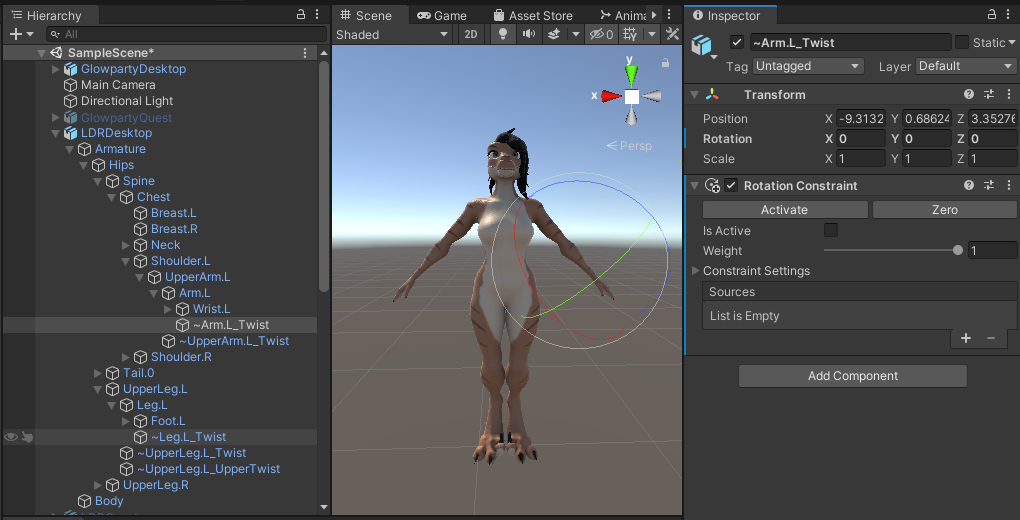 Hierarchy
All
SampleScene*
GlowpartyDesktop
Main Camera
Directional Light
GlowpartyQuest
LDRDesktop
Armature
Hips
Spine
Chest
Breast.L
Breast.R
Neck
Shoulder.L
UpperArm.L
Arm.L
Wrist.L
~Arm.L_Twist
~UpperArm.L_Twist
Shoulder.R
Tail.0
UpperLeg.L
Leg.L
Foot.L
~Leg.L_Twist
~UpperLeg.L_Twist
~UpperLeg.L_UpperTwist
UpperLeg.R
Body
Scene Game Asset Store Anima
Shaded 2D 0
y
x
Persp
Inspector
~Arm.L_Twist Static
Tag Untagged Layer Default
Transform
Position X -9.3132 Y 0.68624 Z 3.35276
Rotation X 0 Y 0 Z 0
Scale X 1 Y 1 Z 1
Rotation Constraint
Activate Zero
Is Active
Weight 1
Constraint Settings
Sources
List is Empty
+ −
Add Component